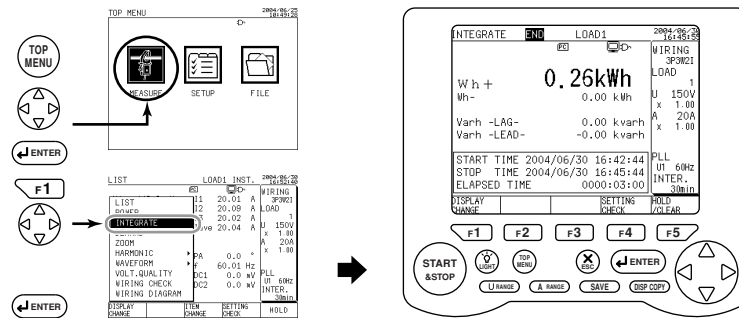 TOP MENU
2004/06/25
10:49:28
TOP
MENU
MEASURE
SETUP
FILE
ENTER
F1
ENTER
LIST
LOAD1 INST.
2004/06/30
16:52:40
LIST
POWER
INTEGRATE
ZOOM
HARMONIC
WAVEFORM
VOLT.QUALITY
WIRING CHECK
WIRING DIAGRAM
I1 20.01 A
I2 20.09 A
20.02 A
ave 20.04 A
PA 0.0 °
f 60.01 Hz
DC1 0.0 mV
DC2 0.0 mV
WIRING
3P3W2I
LOAD
1
U 150V
x 1.00
A 20A
x 1.00
PLL
U1 60Hz
INTER.
30min
DISPLAY
CHANGE
ITEM
CHANGE
SETTING
CHECK
HOLD
INTEGRATE END LOAD1
2004/06/30
16:45:55
PC
Wh+ 0.26kWh
Wh- 0.00 kWh
Varh -LAG- 0.00 kvarh
Varh -LEAD- -0.00 kvarh
START TIME 2004/06/30 16:42:44
STOP TIME 2004/06/30 16:45:44
ELAPSED TIME 0000:03:00
WIRING
3P3W2I
LOAD
1
U 150V
x 1.00
A 20A
x 1.00
PLL
U1 60Hz
INTER.
30min
DISPLAY
CHANGE
SETTING
CHECK
HOLD
/CLEAR
F1 F2 F3 F4 F5
START
&STOP
LIGHT
TOP
MENU
ESC
ENTER
U RANGE
A RANGE
SAVE
DISP COPY